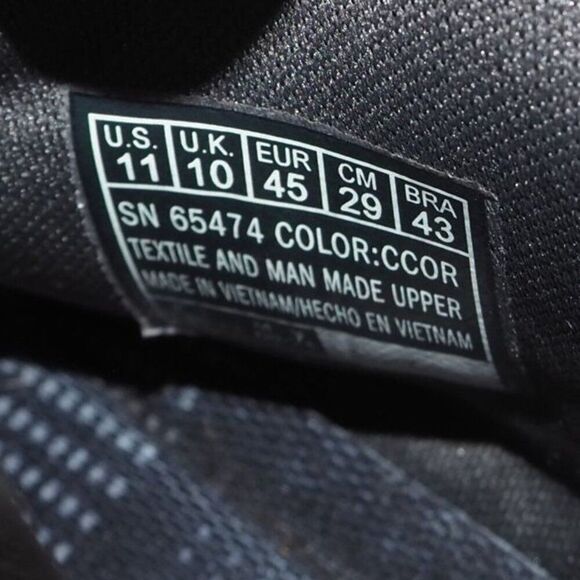 U.S. U.K. EUR CM BRA
11 10 45 29 43
SN 65474 COLOR:CCOR
TEXTILE AND MAN MADE UPPER
MADE IN VIETNAM/HECHO EN VIETNAM